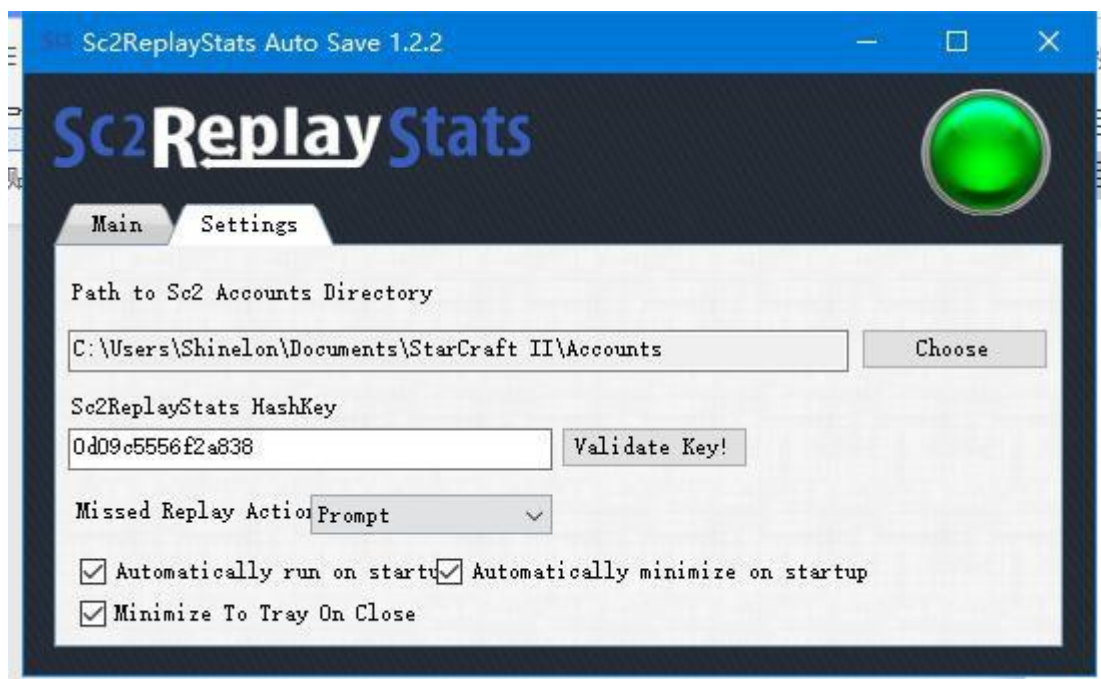 Sc2ReplayStats Auto Save 1.2.2
Sc2ReplayStats
Main Settings
Path to Sc2 Accounts Directory
C:\Users\Shinelon\Documents\StarCraft II\Accounts Choose
Sc2ReplayStats HashKey
0d09c5556f2a838 Validate Key!
Missed Replay Action Prompt
Automatically run on startu Automatically minimize on startup
Minimize To Tray On Close